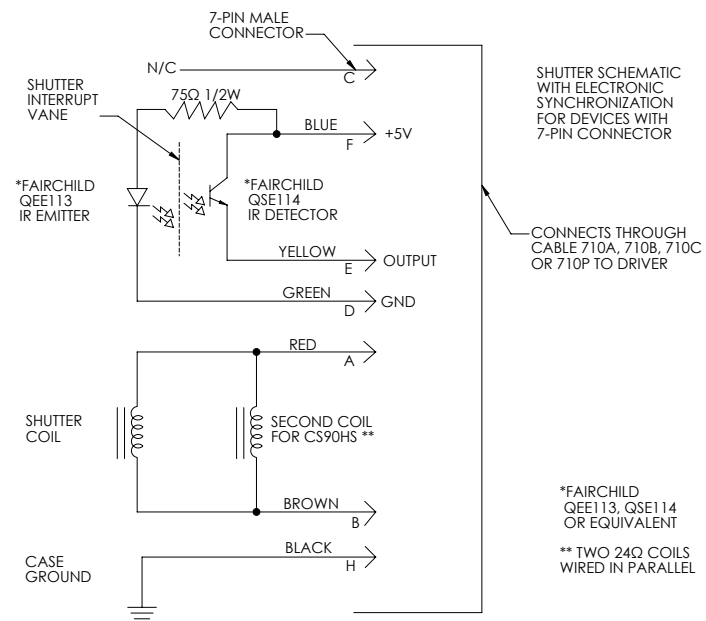 7-PIN MALE
CONNECTOR
N/C
C
SHUTTER
INTERRUPT
VANE
75Ω 1/2W
BLUE
F
+5V
SHUTTER SCHEMATIC
WITH ELECTRONIC
SYNCHRONIZATION
FOR DEVICES WITH
7-PIN CONNECTOR
*FAIRCHILD
QEE113
IR EMITTER
*FAIRCHILD
QSE114
IR DETECTOR
YELLOW
E
OUTPUT
CONNECTS THROUGH
CABLE 710A, 710B, 710C
OR 710P TO DRIVER
GREEN
D
GND
RED
A
SHUTTER
COIL
SECOND COIL
FOR CS90HS **
BROWN
B
BLACK
H
CASE
GROUND
*FAIRCHILD
QEE113, QSE114
OR EQUIVALENT
** TWO 24Ω COILS
WIRED IN PARALLEL